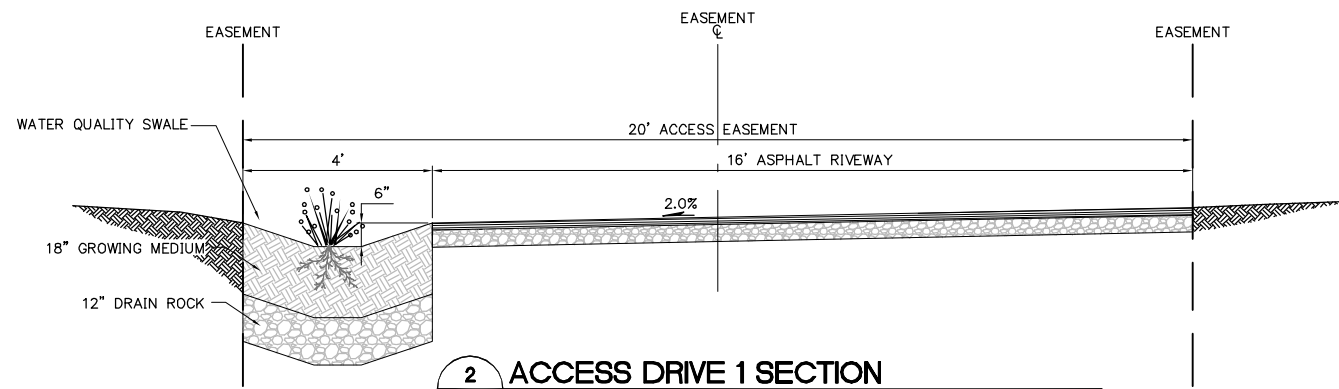 EASEMENT
EASEMENT
℄
EASEMENT
WATER QUALITY SWALE
20' ACCESS EASEMENT
4'
16' ASPHALT RIVEWAY
6"
2.0%
18" GROWING MEDIUM
12" DRAIN ROCK
2 ACCESS DRIVE 1 SECTION